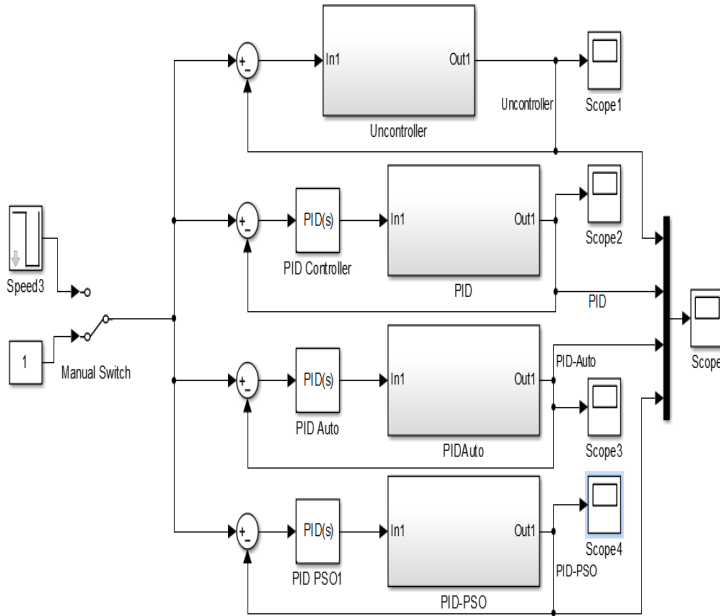 +
-
In1
Out1
Uncontroller
Uncontroller
Scope1
+
-
PID(s)
PID Controller
In1
Out1
PID
Scope2
PID
Speed3
1
Manual Switch
Scope
+
-
PID(s)
PID Auto
In1
Out1
PIDAuto
PID-Auto
Scope3
+
-
PID(s)
PID PSO1
In1
Out1
PID-PSO
PID-PSO
Scope4